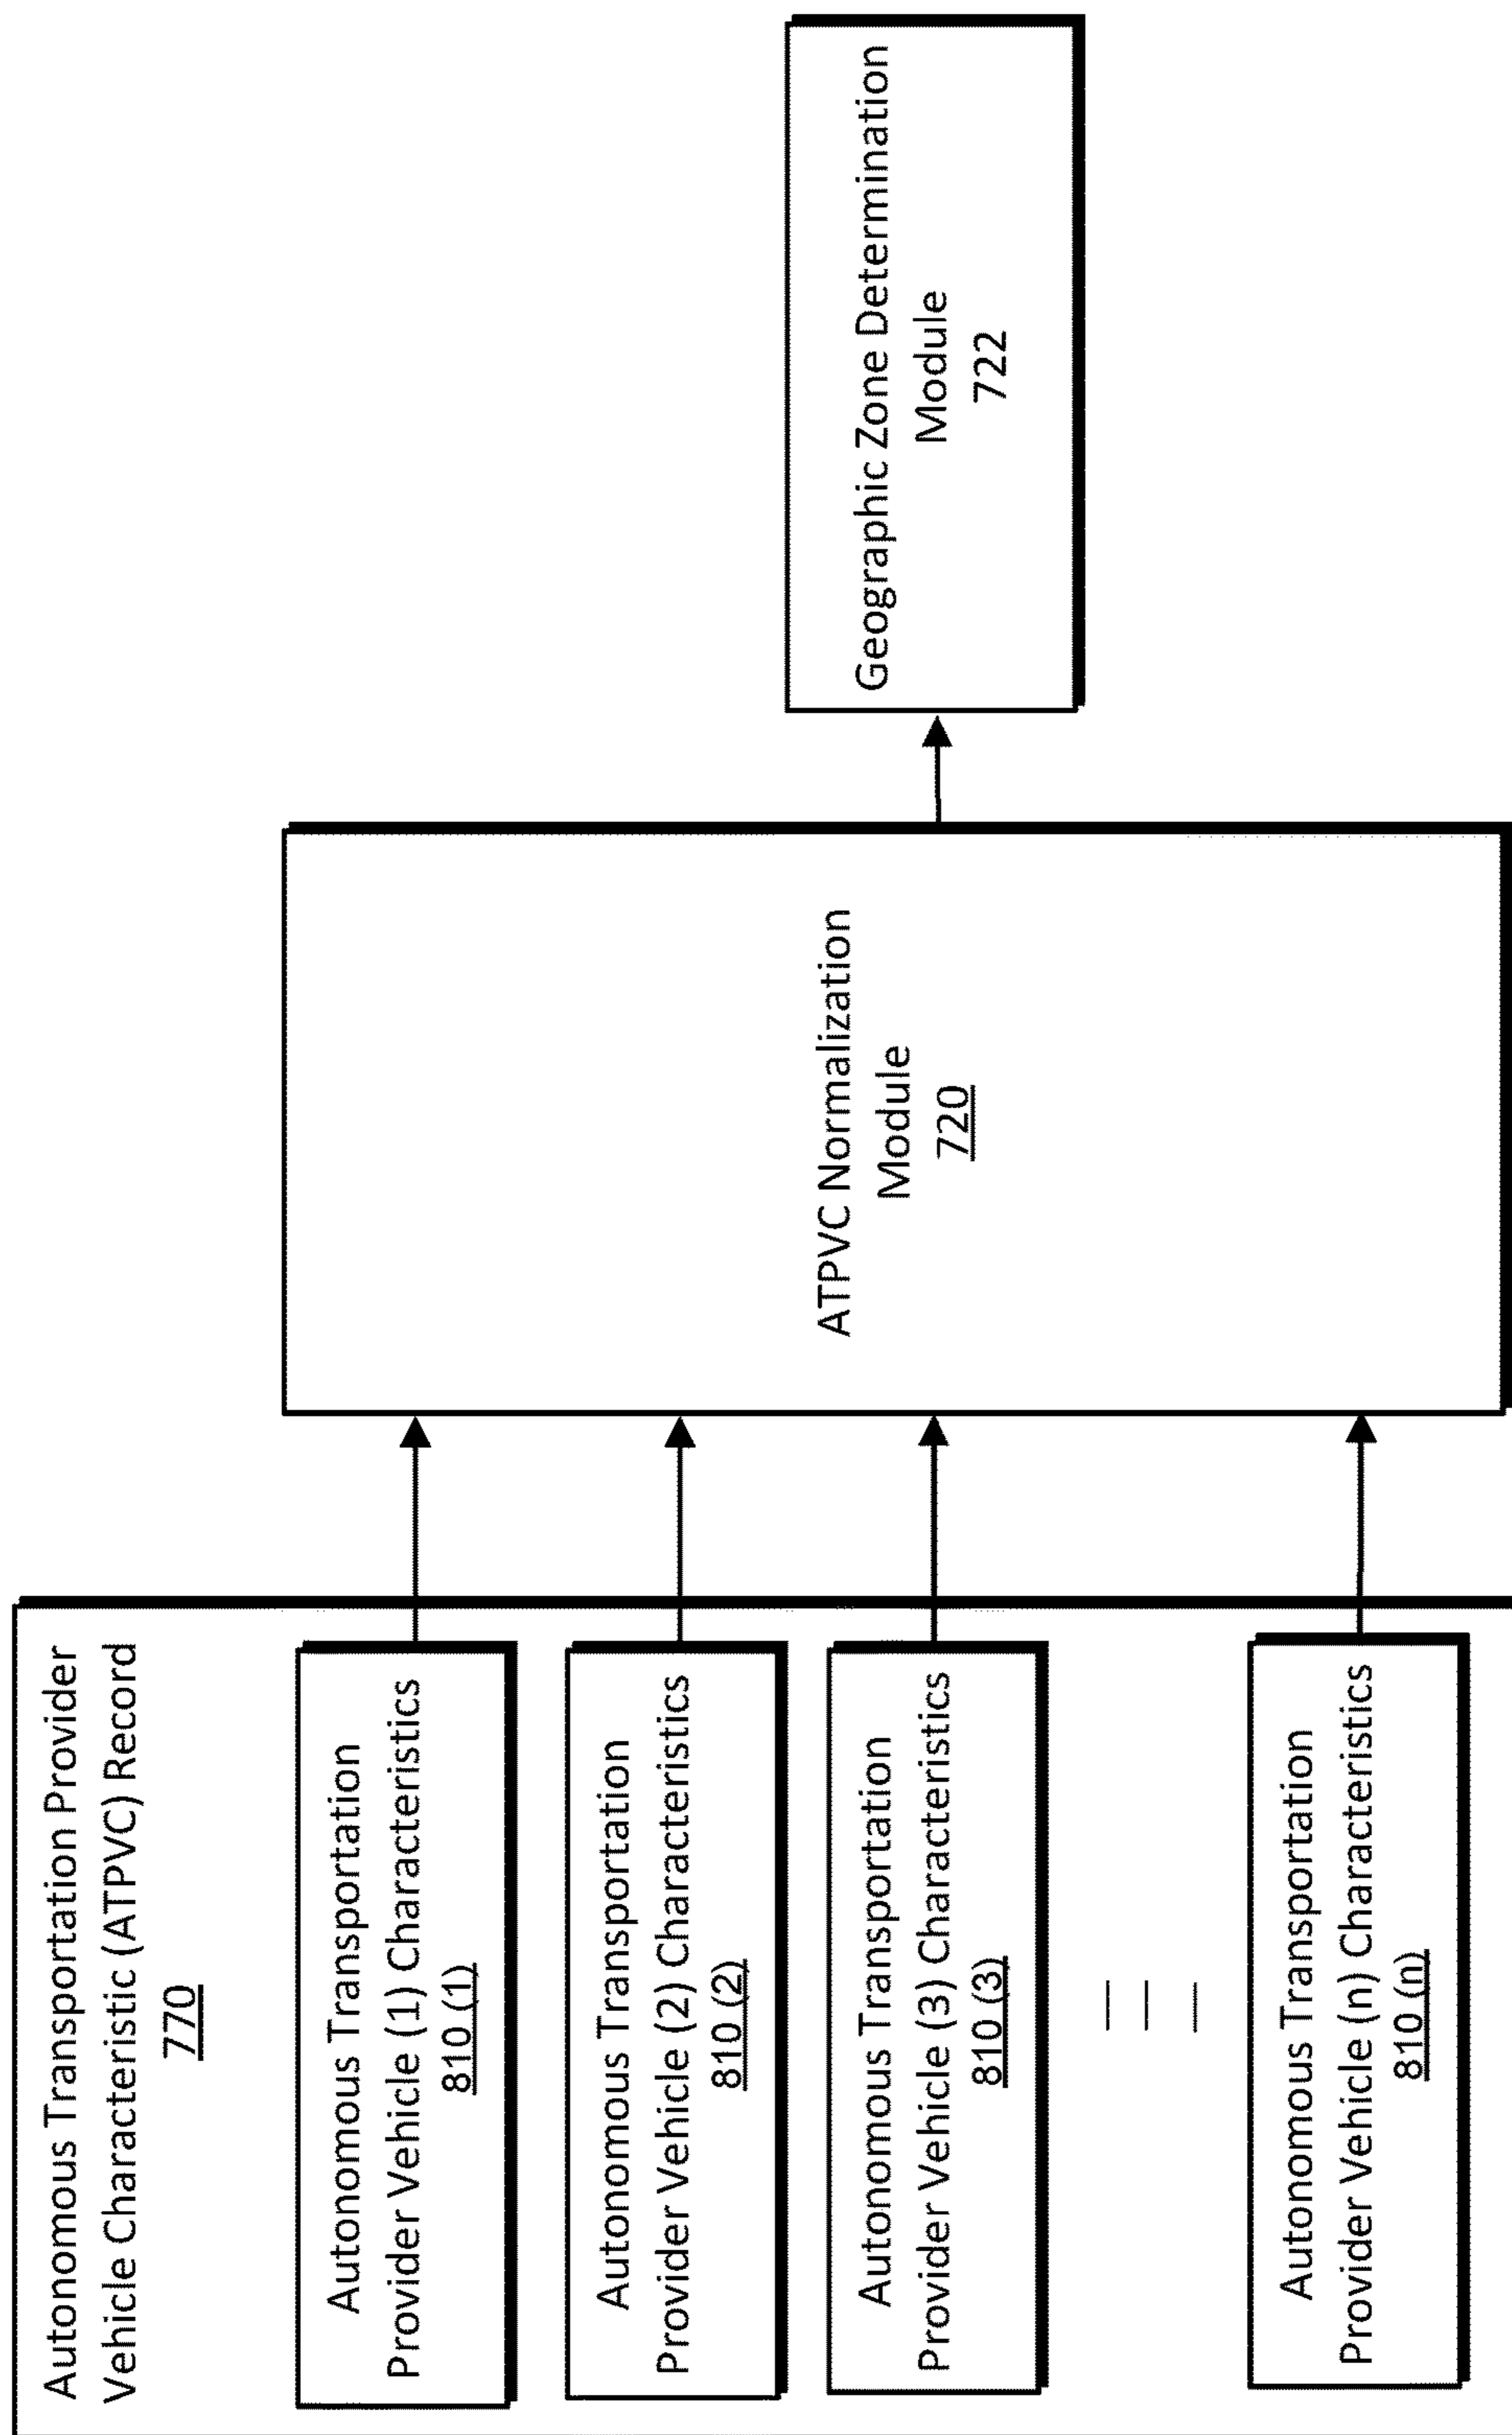 Autonomous Transportation Provider
Vehicle Characteristic (ATPVC) Record
770
Autonomous Transportation
Provider Vehicle (1) Characteristics
810 (1)
Autonomous Transportation
Provider Vehicle (2) Characteristics
810 (2)
Autonomous Transportation
Provider Vehicle (3) Characteristics
810 (3)
Autonomous Transportation
Provider Vehicle (n) Characteristics
810 (n)
ATPVC Normalization
Module
720
Geographic Zone Determination
Module
722